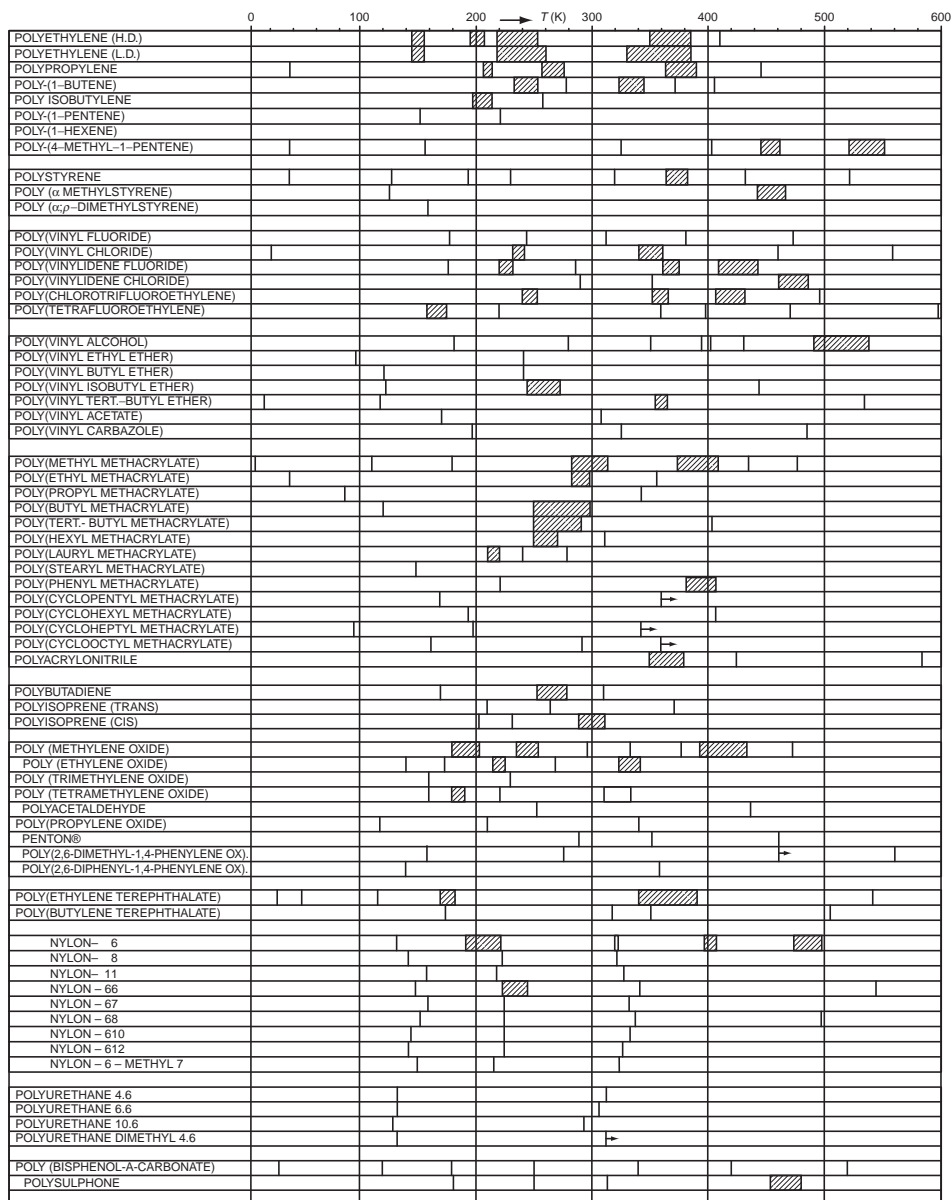 0 100 200 T (K) 300 400 500 600
POLYETHYLENE (H.D.)
POLYETHYLENE (L.D.)
POLYPROPYLENE
POLY-(1–BUTENE)
POLY ISOBUTYLENE
POLY-(1–PENTENE)
POLY-(1–HEXENE)
POLY-(4–METHYL–1–PENTENE)
POLYSTYRENE
POLY (α METHYLSTYRENE)
POLY (α;ρ–DIMETHYLSTYRENE)
POLY(VINYL FLUORIDE)
POLY(VINYL CHLORIDE)
POLY(VINYLIDENE FLUORIDE)
POLY(VINYLIDENE CHLORIDE)
POLY(CHLOROTRIFLUOROETHYLENE)
POLY(TETRAFLUOROETHYLENE)
POLY(VINYL ALCOHOL)
POLY(VINYL ETHYL ETHER)
POLY(VINYL BUTYL ETHER)
POLY(VINYL ISOBUTYL ETHER)
POLY(VINYL TERT.–BUTYL ETHER)
POLY(VINYL ACETATE)
POLY(VINYL CARBAZOLE)
POLY(METHYL METHACRYLATE)
POLY(ETHYL METHACRYLATE)
POLY(PROPYL METHACRYLATE)
POLY(BUTYL METHACRYLATE)
POLY(TERT.- BUTYL METHACRYLATE)
POLY(HEXYL METHACRYLATE)
POLY(LAURYL METHACRYLATE)
POLY(STEARYL METHACRYLATE)
POLY(PHENYL METHACRYLATE)
POLY(CYCLOPENTYL METHACRYLATE)
POLY(CYCLOHEXYL METHACRYLATE)
POLY(CYCLOHEPTYL METHACRYLATE)
POLY(CYCLOOCTYL METHACRYLATE)
POLYACRYLONITRILE
POLYBUTADIENE
POLYISOPRENE (TRANS)
POLYISOPRENE (CIS)
POLY (METHYLENE OXIDE)
POLY (ETHYLENE OXIDE)
POLY (TRIMETHYLENE OXIDE)
POLY (TETRAMETHYLENE OXIDE)
POLYACETALDEHYDE
POLY(PROPYLENE OXIDE)
PENTON®
POLY(2,6-DIMETHYL-1,4-PHENYLENE OX).
POLY(2,6-DIPHENYL-1,4-PHENYLENE OX).
POLY(ETHYLENE TEREPHTHALATE)
POLY(BUTYLENE TEREPHTHALATE)
NYLON– 6
NYLON– 8
NYLON– 11
NYLON – 66
NYLON – 67
NYLON – 68
NYLON – 610
NYLON – 612
NYLON – 6 – METHYL 7
POLYURETHANE 4.6
POLYURETHANE 6.6
POLYURETHANE 10.6
POLYURETHANE DIMETHYL 4.6
POLY (BISPHENOL-A-CARBONATE)
POLYSULPHONE